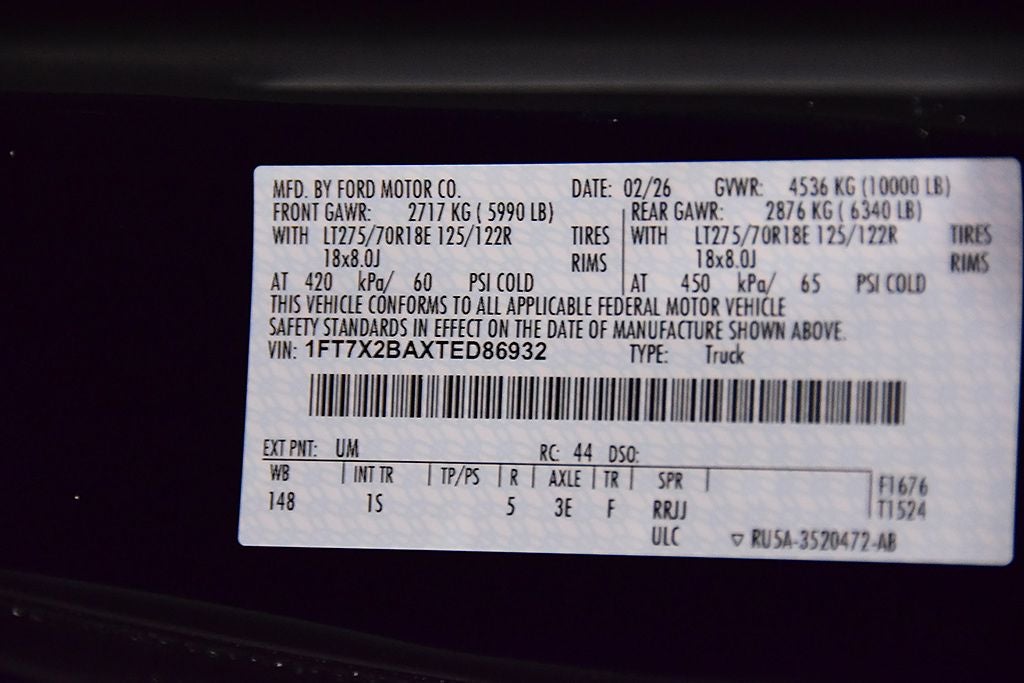 MFD. BY FORD MOTOR CO. DATE: 02/26 GVWR: 4536 KG (10000 LB)
FRONT GAWR: 2717 KG ( 5990 LB) REAR GAWR: 2876 KG ( 6340 LB)
WITH LT275/70R18E 125/122R TIRES WITH LT275/70R18E 125/122R TIRES
18x8.0J RIMS 18x8.0J RIMS
AT 420 kPa/ 60 PSI COLD AT 450 kPa/ 65 PSI COLD
THIS VEHICLE CONFORMS TO ALL APPLICABLE FEDERAL MOTOR VEHICLE
SAFETY STANDARDS IN EFFECT ON THE DATE OF MANUFACTURE SHOWN ABOVE.
VIN: 1FT7X2BAXTED86932 TYPE: Truck
EXT PNT: UM RC: 44 DSO:
WB INT TR TP/PS R AXLE TR SPR F1676
148 1S 5 3E F RRJJ T1524
ULC ▽ RU5A-3520472-AB